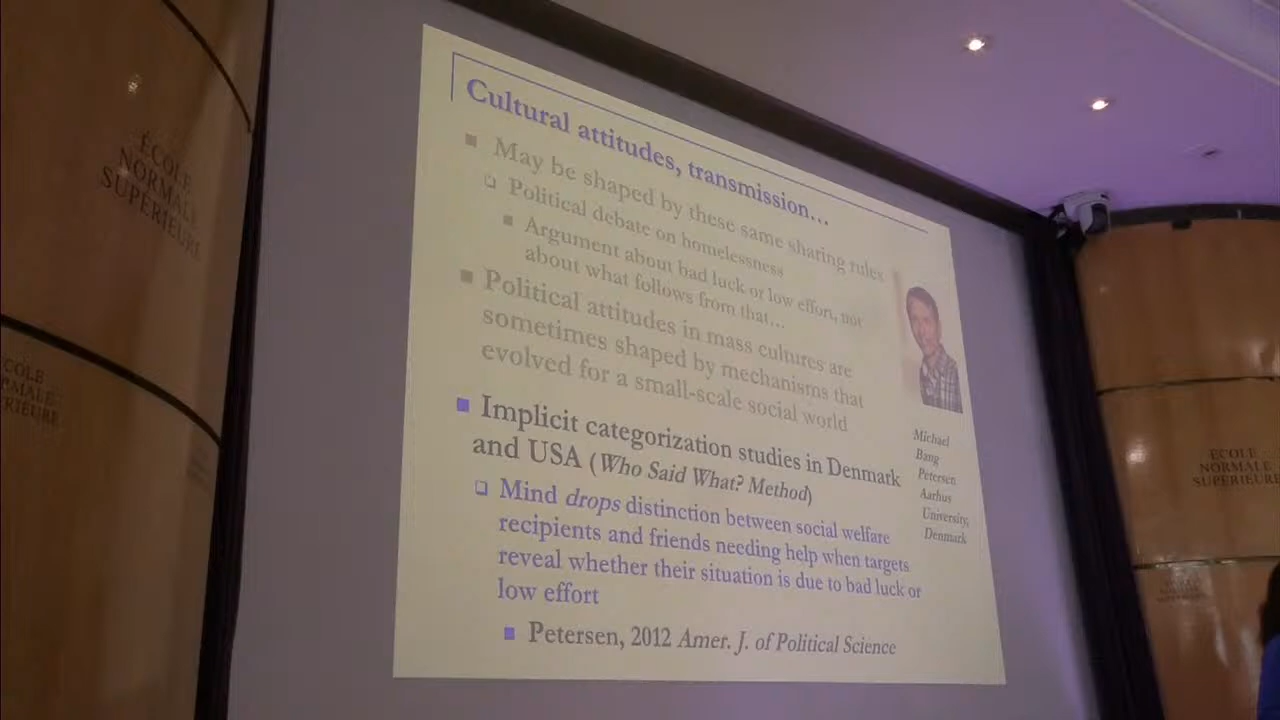 ÉCOLE
NORMALE
SUPÉRIEURE
Cultural attitudes, transmission…
May be shaped by these same sharing rules
Political debate on homelessness
Argument about bad luck or low effort, not
about what follows from that…
Political attitudes in mass cultures are
sometimes shaped by mechanisms that
evolved for a small-scale social world
Implicit categorization studies in Denmark
and USA (Who Said What? Method)
Mind drops distinction between social welfare
recipients and friends needing help when targets
reveal whether their situation is due to bad luck or
low effort
Petersen, 2012 Amer. J. of Political Science
Michael
Bang
Petersen
Aarhus
University,
Denmark
ÉCOLE
NORMALE
SUPÉRIEURE